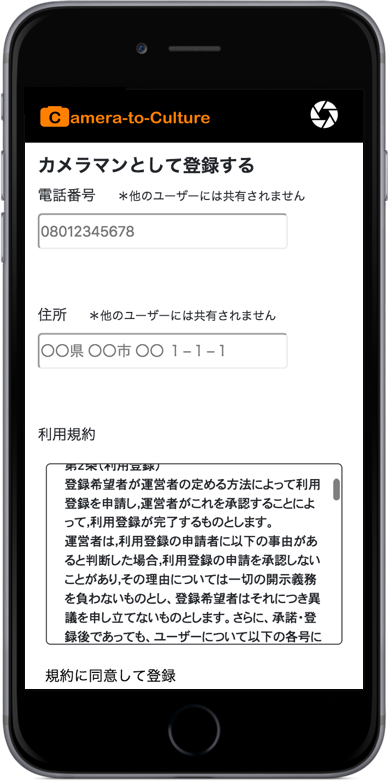 Camera-to-Culture
カメラマンとして登録する
電話番号 ＊他のユーザーには共有されません
08012345678
住所 ＊他のユーザーには共有されません
〇〇県 〇〇市 〇〇 １−１−１
利用規約
第2条（利用登録）
登録希望者が運営者の定める方法によって利用
登録を申請し,運営者がこれを承認することによ
って,利用登録が完了するものとします。
運営者は,利用登録の申請者に以下の事由があ
ると判断した場合,利用登録の申請を承認しない
ことがあり,その理由については一切の開示義務
を負わないものとし、登録希望者はそれにつき異
議を申し立てないものとします。さらに、承諾・登
録後であっても、ユーザーについて以下の各号に
規約に同意して登録